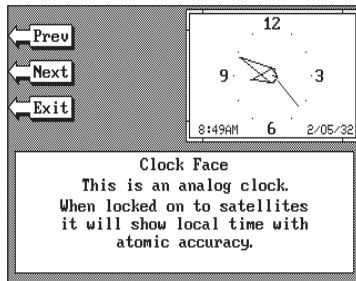 Prev
Next
Exit
12
9
3
6
8:49AM
2/05/32
Clock Face
This is an analog clock.
When locked on to satellites
it will show local time with
atomic accuracy.